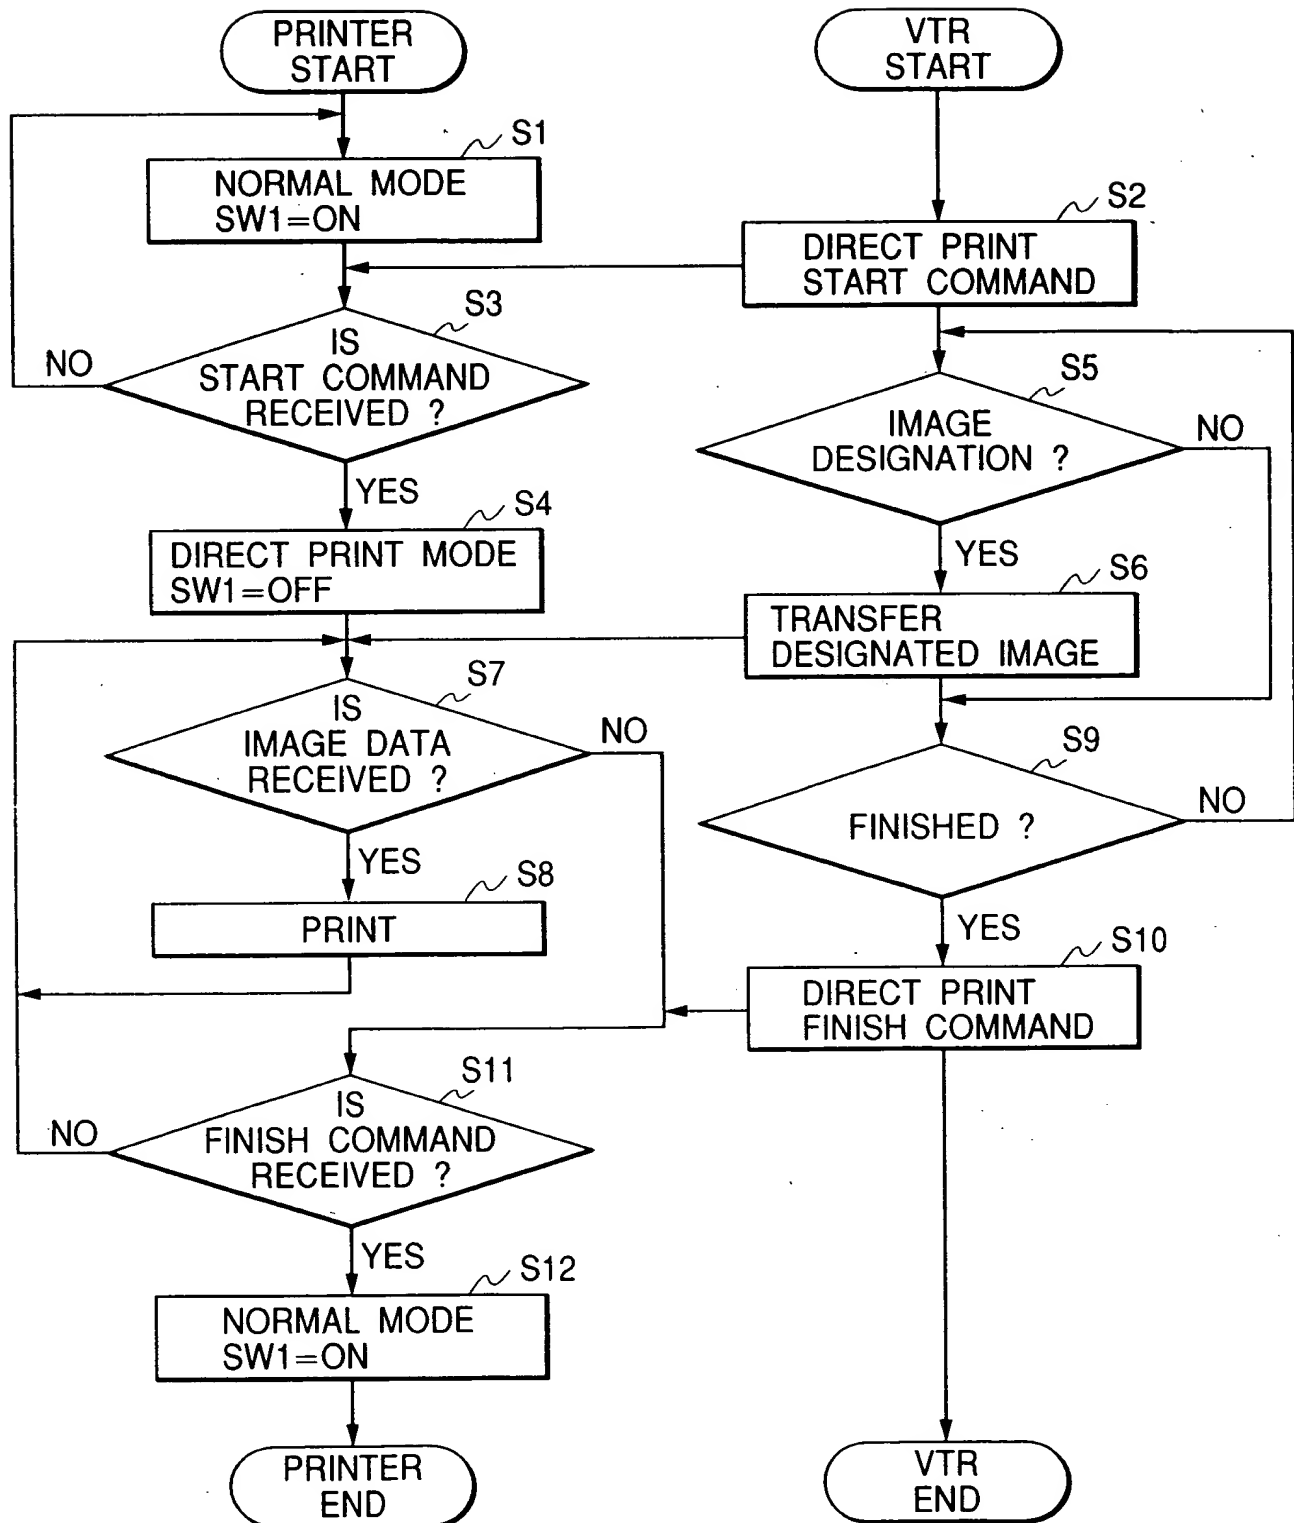 PRINTER
START
S1
NORMAL MODE
SW1=ON
S3
IS
START COMMAND
RECEIVED ?
NO
YES
S4
DIRECT PRINT MODE
SW1=OFF
S7
IS
IMAGE DATA
RECEIVED ?
NO
YES
S8
PRINT
S11
IS
FINISH COMMAND
RECEIVED ?
NO
YES
S12
NORMAL MODE
SW1=ON
PRINTER
END
VTR
START
S2
DIRECT PRINT
START COMMAND
S5
IMAGE
DESIGNATION ?
NO
YES
S6
TRANSFER
DESIGNATED IMAGE
S9
FINISHED ?
NO
YES
S10
DIRECT PRINT
FINISH COMMAND
VTR
END